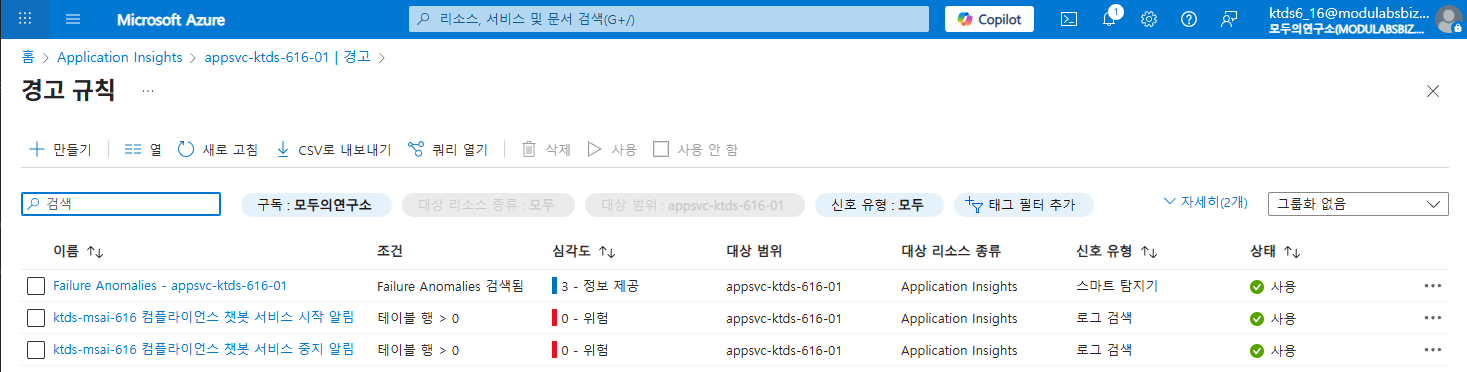 Microsoft Azure
리소스, 서비스 및 문서 검색(G+/)
Copilot
1
ktds6_16@modulabsbiz...
모두의연구소(MODULABSBIZ....
홈 > Application Insights > appsvc-ktds-616-01 | 경고 >
경고 규칙 ...
만들기 열 새로 고침 CSV로 내보내기 쿼리 열기 삭제 사용 사용 안 함
검색 구독 : 모두의연구소 대상 리소스 종류 : 모두 대상 범위 : appsvc-ktds-616-01 신호 유형 : 모두 태그 필터 추가 자세히(2개) 그룹화 없음
이름 조건 심각도 대상 범위 대상 리소스 종류 신호 유형 상태
Failure Anomalies - appsvc-ktds-616-01 Failure Anomalies 검색됨 3 - 정보 제공 appsvc-ktds-616-01 Application Insights 스마트 탐지기 사용 ...
ktds-msai-616 컴플라이언스 챗봇 서비스 시작 알림 테이블 행 > 0 0 - 위험 appsvc-ktds-616-01 Application Insights 로그 검색 사용 ...
ktds-msai-616 컴플라이언스 챗봇 서비스 중지 알림 테이블 행 > 0 0 - 위험 appsvc-ktds-616-01 Application Insights 로그 검색 사용 ...